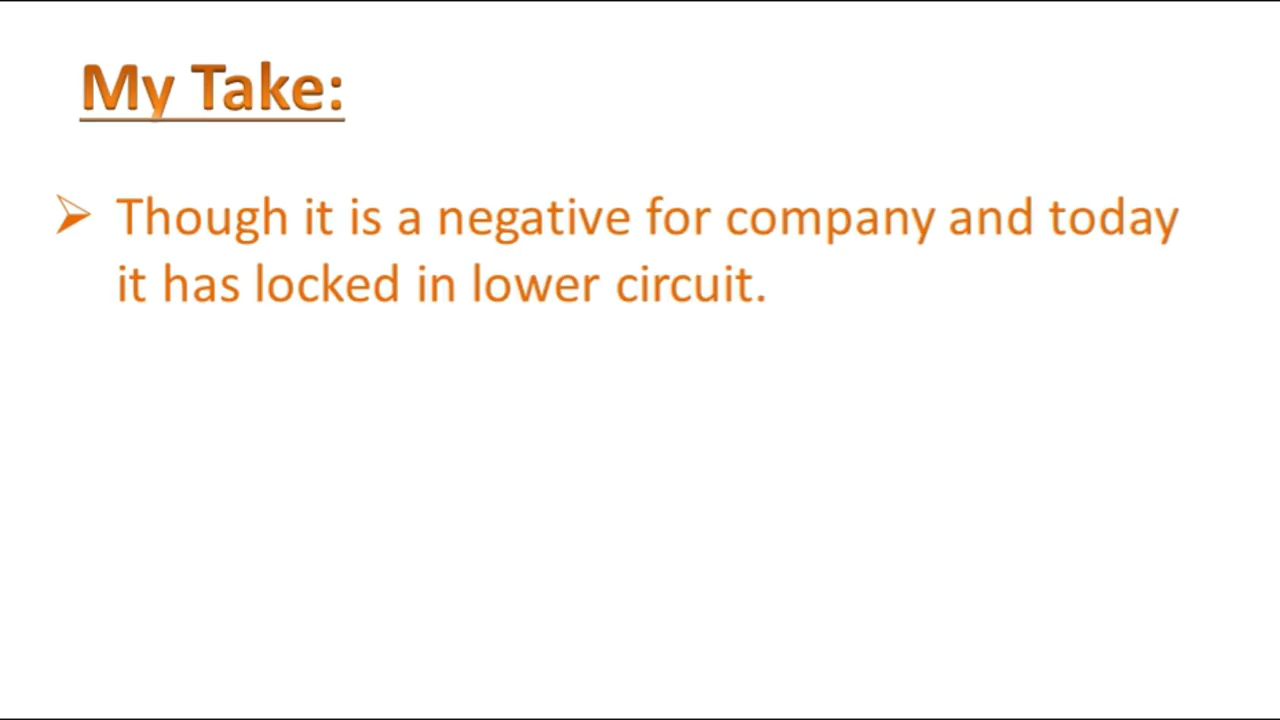 My Take:
➢ Though it is a negative for company and today
it has locked in lower circuit.